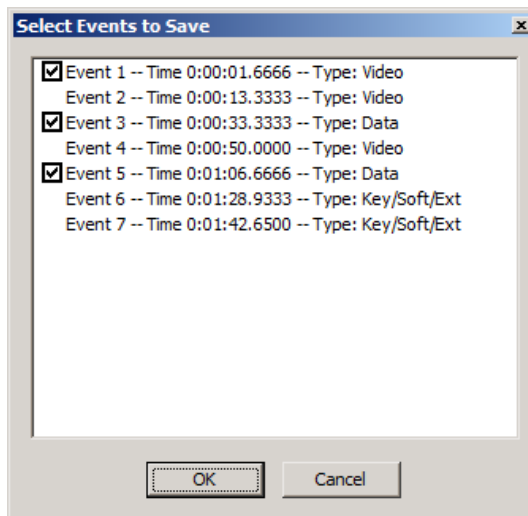 Select Events to Save
Event 1 -- Time 0:00:01.6666 -- Type: Video
Event 2 -- Time 0:00:13.3333 -- Type: Video
Event 3 -- Time 0:00:33.3333 -- Type: Data
Event 4 -- Time 0:00:50.0000 -- Type: Video
Event 5 -- Time 0:01:06.6666 -- Type: Data
Event 6 -- Time 0:01:28.9333 -- Type: Key/Soft/Ext
Event 7 -- Time 0:01:42.6500 -- Type: Key/Soft/Ext
OK Cancel